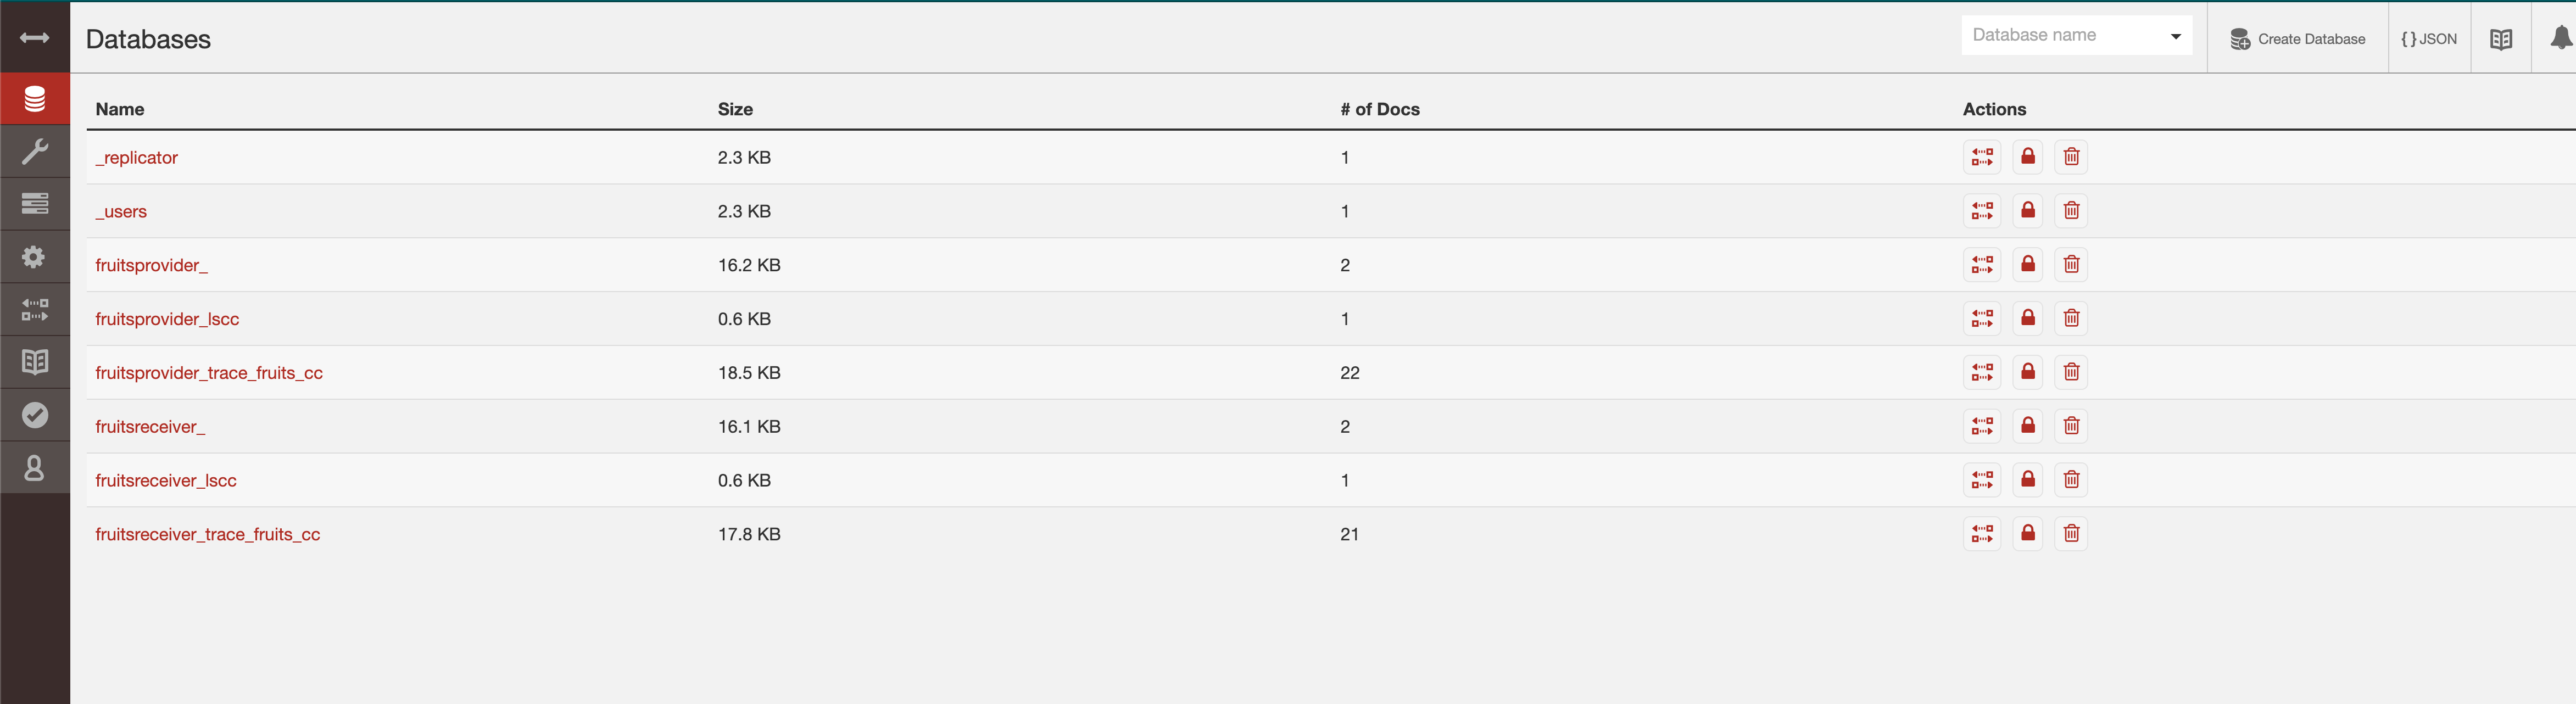 Databases
Database name
Create Database
{} JSON
Name Size # of Docs Actions
_replicator 2.3 KB 1
_users 2.3 KB 1
fruitsprovider_ 16.2 KB 2
fruitsprovider_lscc 0.6 KB 1
fruitsprovider_trace_fruits_cc 18.5 KB 22
fruitsreceiver_ 16.1 KB 2
fruitsreceiver_lscc 0.6 KB 1
fruitsreceiver_trace_fruits_cc 17.8 KB 21